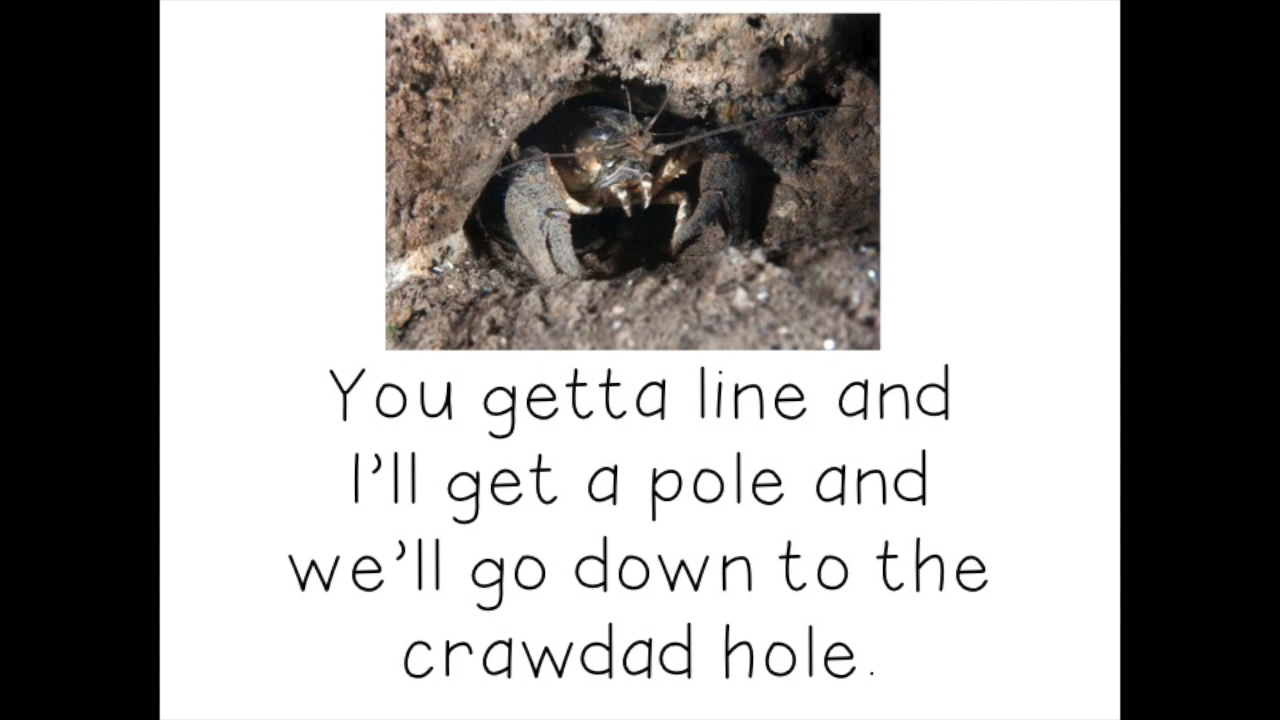 You getta line and
I'll get a pole and
we'll go down to the
crawdad hole.